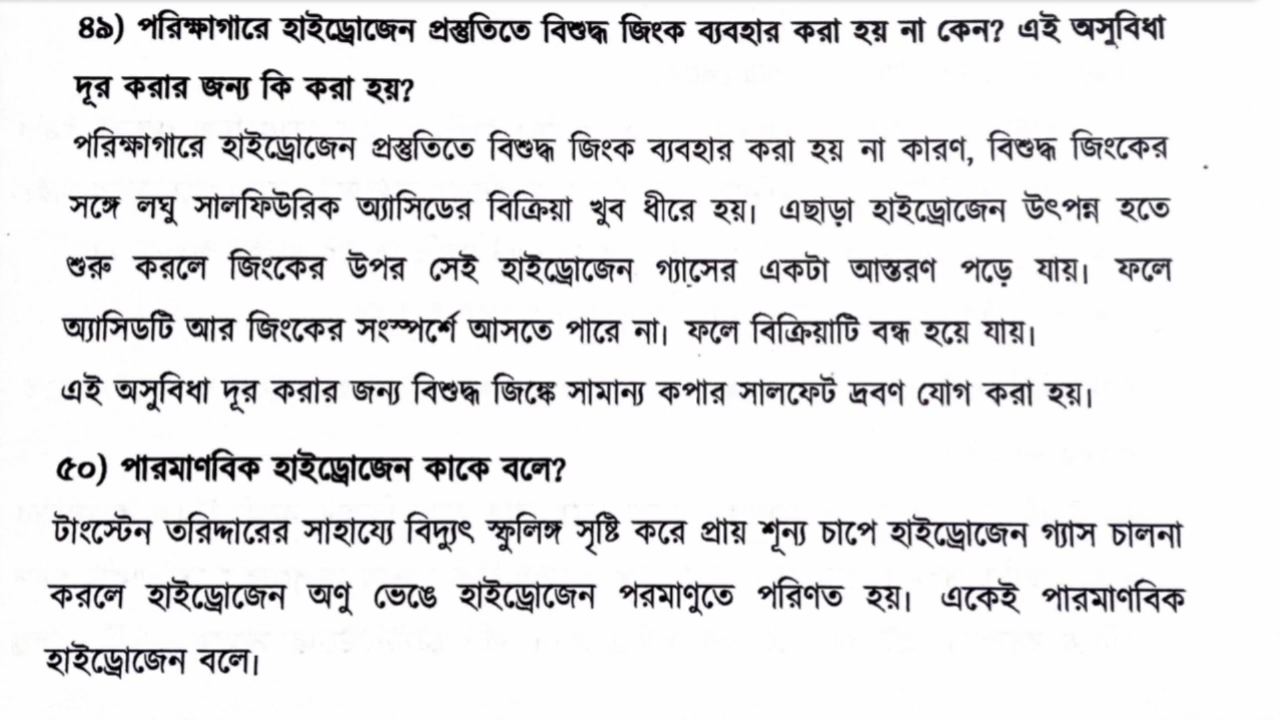 ৪৯) পরিক্ষাগারে হাইড্রোজেন প্রস্তুতিতে বিশুদ্ধ জিংক ব্যবহার করা হয় না কেন? এই অসুবিধা
দূর করার জন্য কি করা হয়?
পরিক্ষাগারে হাইড্রোজেন প্রস্তুতিতে বিশুদ্ধ জিংক ব্যবহার করা হয় না কারণ, বিশুদ্ধ জিংকের
সঙ্গে লঘু সালফিউরিক অ্যাসিডের বিক্রিয়া খুব ধীরে হয়। এছাড়া হাইড্রোজেন উৎপন্ন হতে
শুরু করলে জিংকের উপর সেই হাইড্রোজেন গ্যাসের একটা আস্তরণ পড়ে যায়। ফলে
অ্যাসিডটি আর জিংকের সংস্পর্শে আসতে পারে না। ফলে বিক্রিয়াটি বন্ধ হয়ে যায়।
এই অসুবিধা দূর করার জন্য বিশুদ্ধ জিঙ্কে সামান্য কপার সালফেট দ্রবণ যোগ করা হয়।
৫০) পারমাণবিক হাইড্রোজেন কাকে বলে?
টাংস্টেন তরিদ্দারের সাহায্যে বিদ্যুৎ স্ফুলিঙ্গ সৃষ্টি করে প্রায় শূন্য চাপে হাইড্রোজেন গ্যাস চালনা
করলে হাইড্রোজেন অণু ভেঙে হাইড্রোজেন পরমাণুতে পরিণত হয়। একেই পারমাণবিক
হাইড্রোজেন বলে।